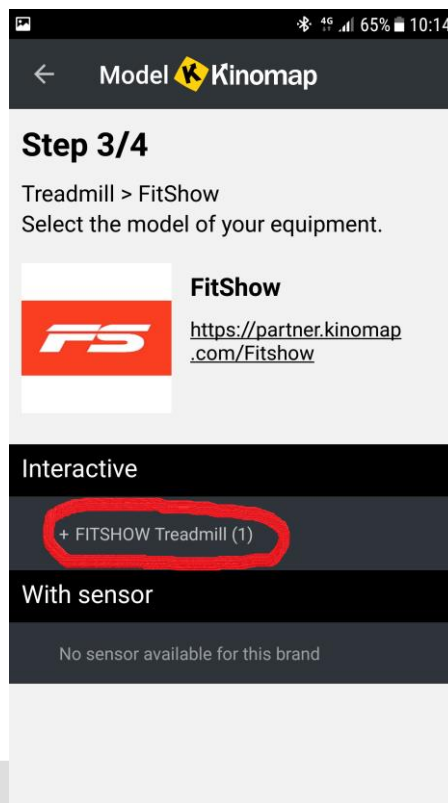 4G 65% 10:14
Model Kinomap
Step 3/4
Treadmill > FitShow
Select the model of your equipment.
FS
FitShow
https://partner.kinomap
.com/Fitshow
Interactive
+ FITSHOW Treadmill (1)
With sensor
No sensor available for this brand